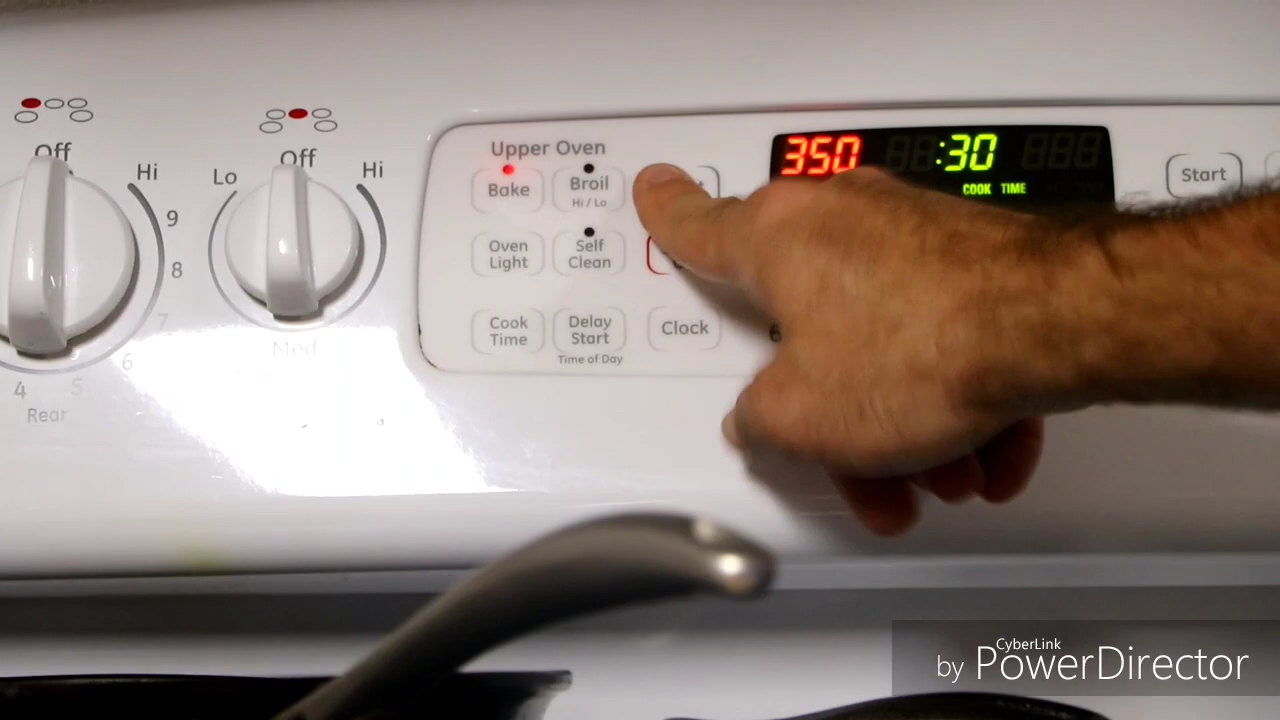 Off
Hi
9
8
7
6
5
4
Rear
Lo
Off
Hi
Med
Upper Oven
Bake
Broil
Hi / Lo
Oven
Light
Self
Clean
Cook
Time
Delay
Start
Time of Day
Clock
350
:30
COOK TIME
Start
CyberLink
by PowerDirector